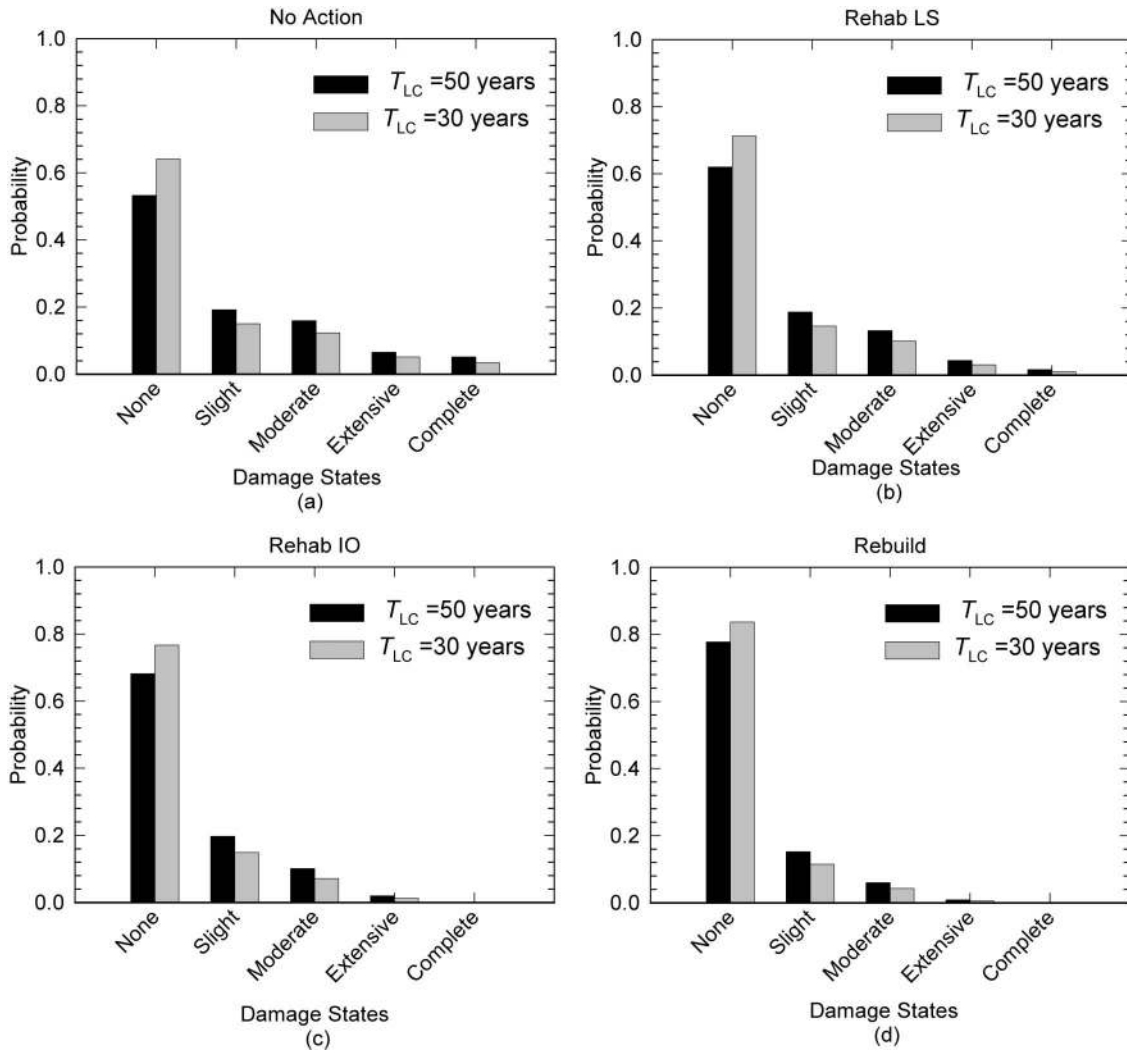 No Action
1.0
0.8
0.6
0.4
0.2
0.0
Probability
T_LC =50 years
T_LC =30 years
None
Slight
Moderate
Extensive
Complete
Damage States
(a)
Rehab LS
1.0
0.8
0.6
0.4
0.2
0.0
Probability
T_LC =50 years
T_LC =30 years
None
Slight
Moderate
Extensive
Complete
Damage States
(b)
Rehab IO
1.0
0.8
0.6
0.4
0.2
0.0
Probability
T_LC =50 years
T_LC =30 years
None
Slight
Moderate
Extensive
Complete
Damage States
(c)
Rebuild
1.0
0.8
0.6
0.4
0.2
0.0
Probability
T_LC =50 years
T_LC =30 years
None
Slight
Moderate
Extensive
Complete
Damage States
(d)